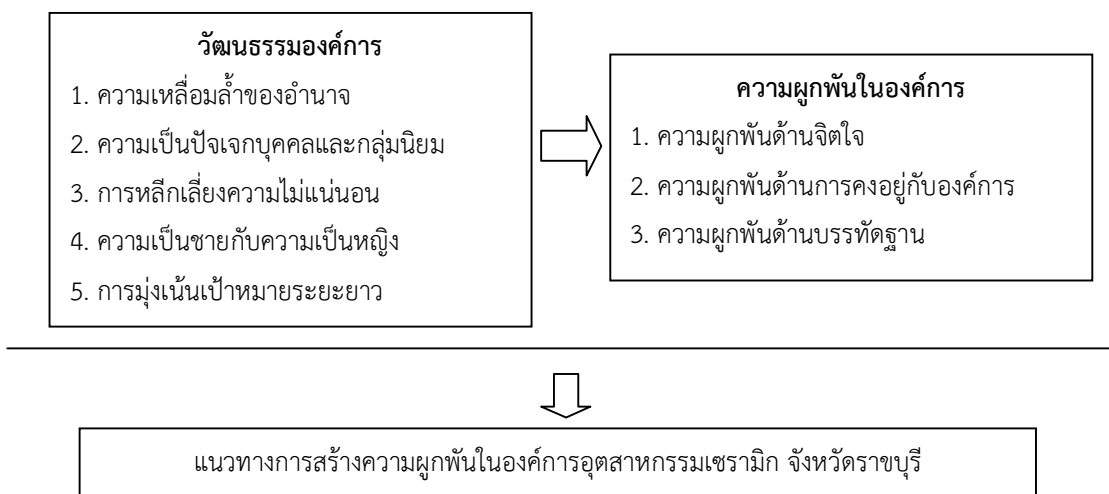 วัฒนธรรมองค์การ
1. ความเหลื่อมล้ำของอำนาจ
2. ความเป็นปัจเจกบุคคลและกลุ่มนิยม
3. การหลีกเลี่ยงความไม่แน่นอน
4. ความเป็นชายกับความเป็นหญิง
5. การมุ่งเน้นเป้าหมายระยะยาว
ความผูกพันในองค์การ
1. ความผูกพันด้านจิตใจ
2. ความผูกพันด้านการคงอยู่กับองค์การ
3. ความผูกพันด้านบรรทัดฐาน
แนวทางการสร้างความผูกพันในองค์การอุตสาหกรรมเซรามิก จังหวัดราชบุรี